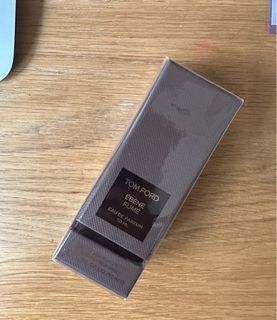 TOM FORD
ÉBÈNE
FUMÉ
EAU DE PARFUM
50 ML